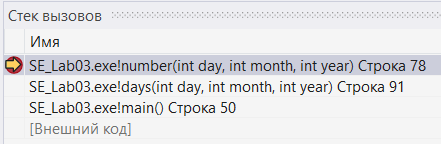 Стек вызовов
Имя
SE_Lab03.exe!number(int day, int month, int year) Строка 78
SE_Lab03.exe!days(int day, int month, int year) Строка 91
SE_Lab03.exe!main() Строка 50
[Внешний код]